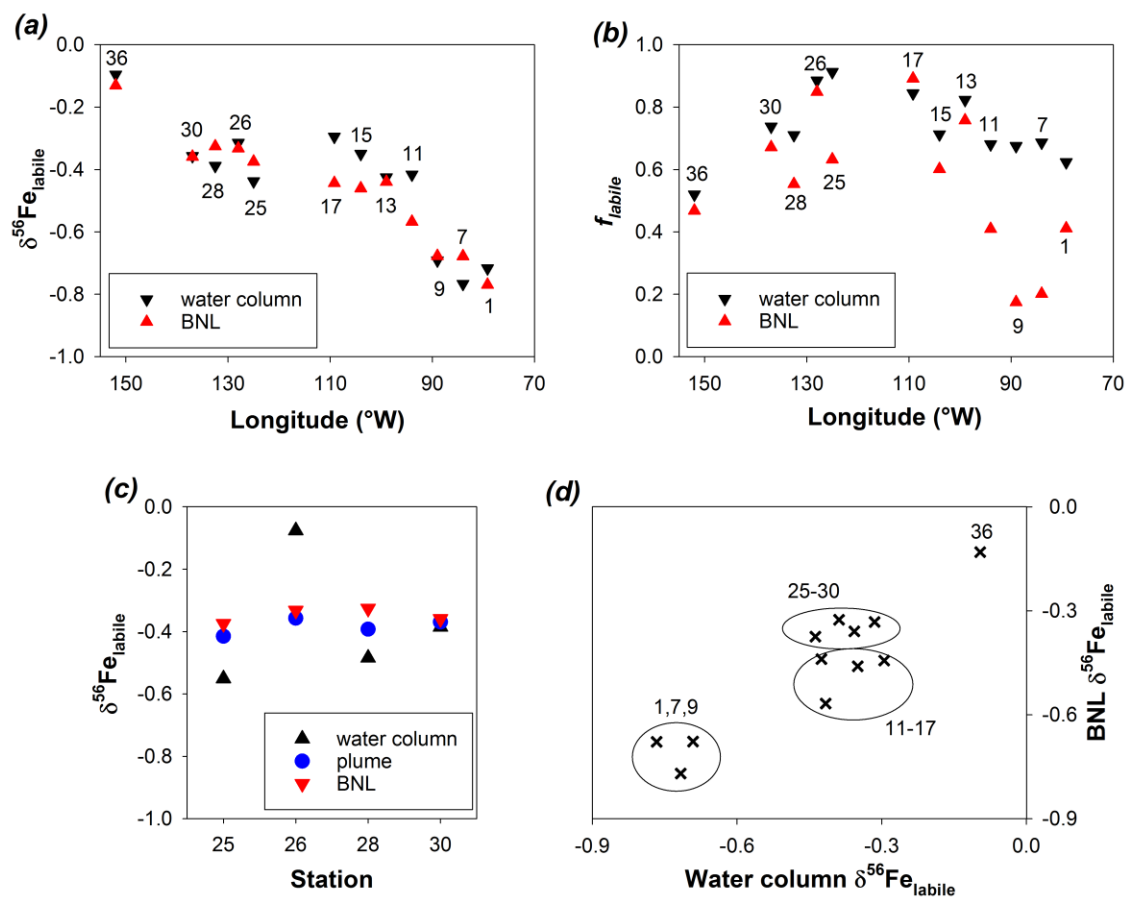 (a)
0.0
-0.2
-0.4
-0.6
-0.8
-1.0
δ⁵⁶Fe_labile
36
30
28
26
25
17
15
13
11
9
7
1
water column
BNL
150 130 110 90 70
Longitude (°W)
(b)
1.0
0.8
0.6
0.4
0.2
0.0
f_labile
36
30
28
26
25
17
15
13
11
9
7
1
water column
BNL
150 130 110 90 70
Longitude (°W)
(c)
0.0
-0.2
-0.4
-0.6
-0.8
-1.0
δ⁵⁶Fe_labile
water column
plume
BNL
25 26 28 30
Station
(d)
0.0
-0.3
-0.6
-0.9
BNL δ⁵⁶Fe_labile
36
25-30
1,7,9
11-17
-0.9 -0.6 -0.3 0.0
Water column δ⁵⁶Fe_labile